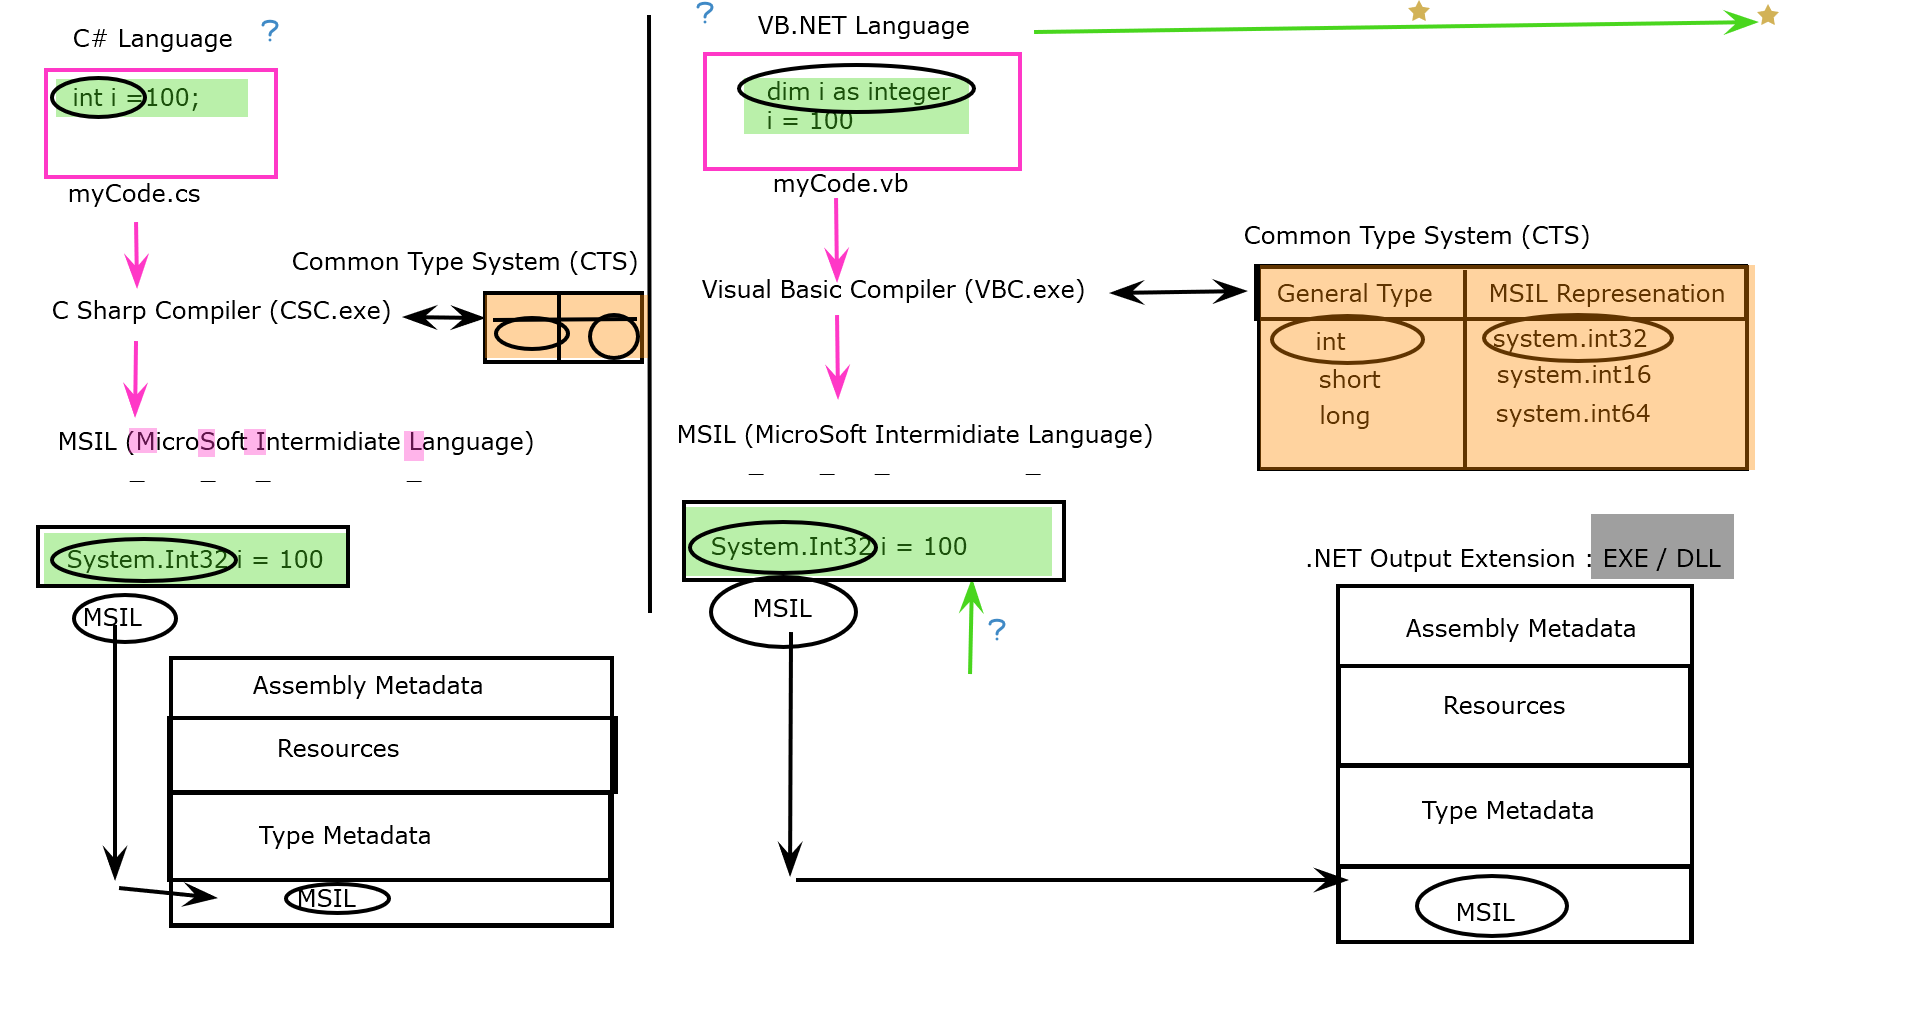 C# Language
?
int i =100;
myCode.cs
Common Type System (CTS)
C Sharp Compiler (CSC.exe)
MSIL (MicroSoft Intermidiate Language)
System.Int32 i = 100
MSIL
Assembly Metadata
Resources
Type Metadata
MSIL
?
VB.NET Language
dim i as integer
i = 100
myCode.vb
Visual Basic Compiler (VBC.exe)
Common Type System (CTS)
General Type
MSIL Represenation
int
system.int32
short
system.int16
long
system.int64
MSIL (MicroSoft Intermidiate Language)
System.Int32 i = 100
MSIL
?
.NET Output Extension : EXE / DLL
Assembly Metadata
Resources
Type Metadata
MSIL